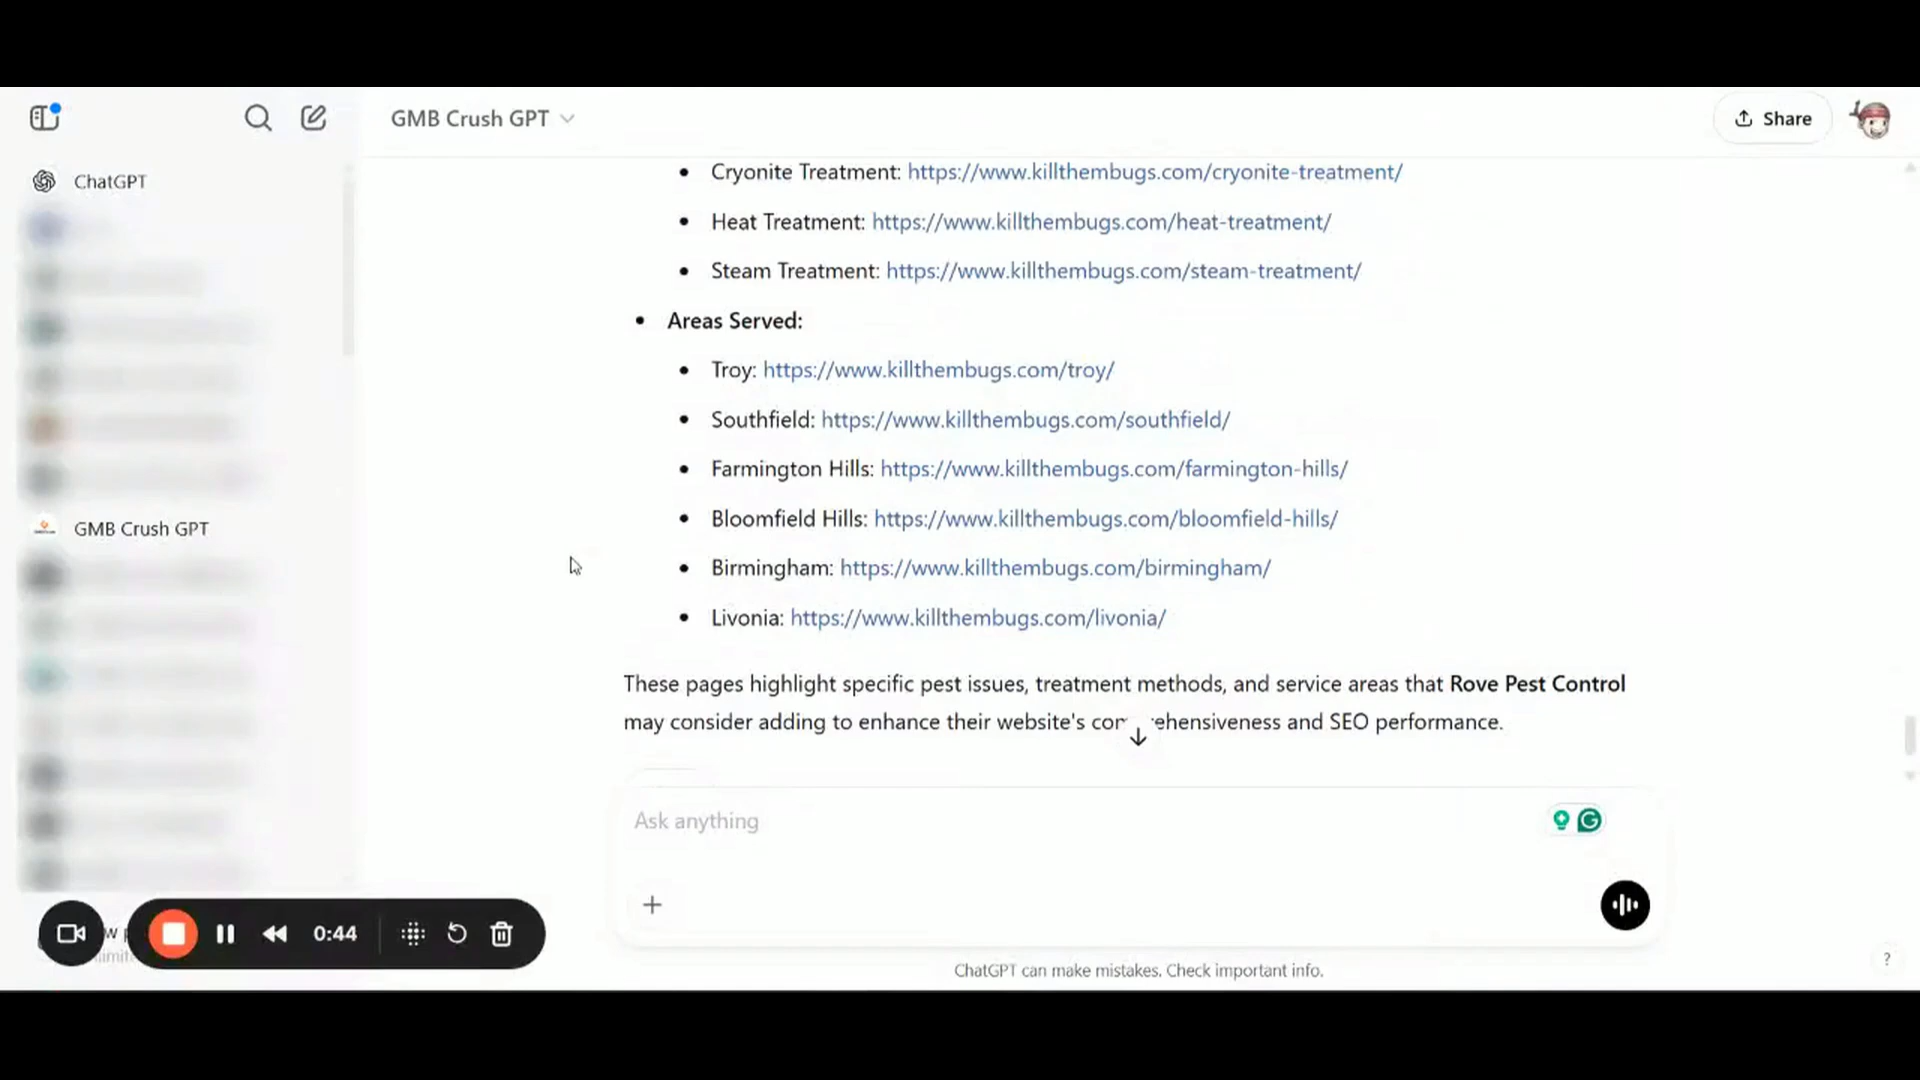 GMB Crush GPT
Share
ChatGPT
Cryonite Treatment: https://www.killthembugs.com/cryonite-treatment/
Heat Treatment: https://www.killthembugs.com/heat-treatment/
Steam Treatment: https://www.killthembugs.com/steam-treatment/
Areas Served:
Troy: https://www.killthembugs.com/troy/
Southfield: https://www.killthembugs.com/southfield/
Farmington Hills: https://www.killthembugs.com/farmington-hills/
GMB Crush GPT
Bloomfield Hills: https://www.killthembugs.com/bloomfield-hills/
Birmingham: https://www.killthembugs.com/birmingham/
Livonia: https://www.killthembugs.com/livonia/
These pages highlight specific pest issues, treatment methods, and service areas that Rove Pest Control
may consider adding to enhance their website's comprehensiveness and SEO performance.
Ask anything
0:44
ChatGPT can make mistakes. Check important info.
?